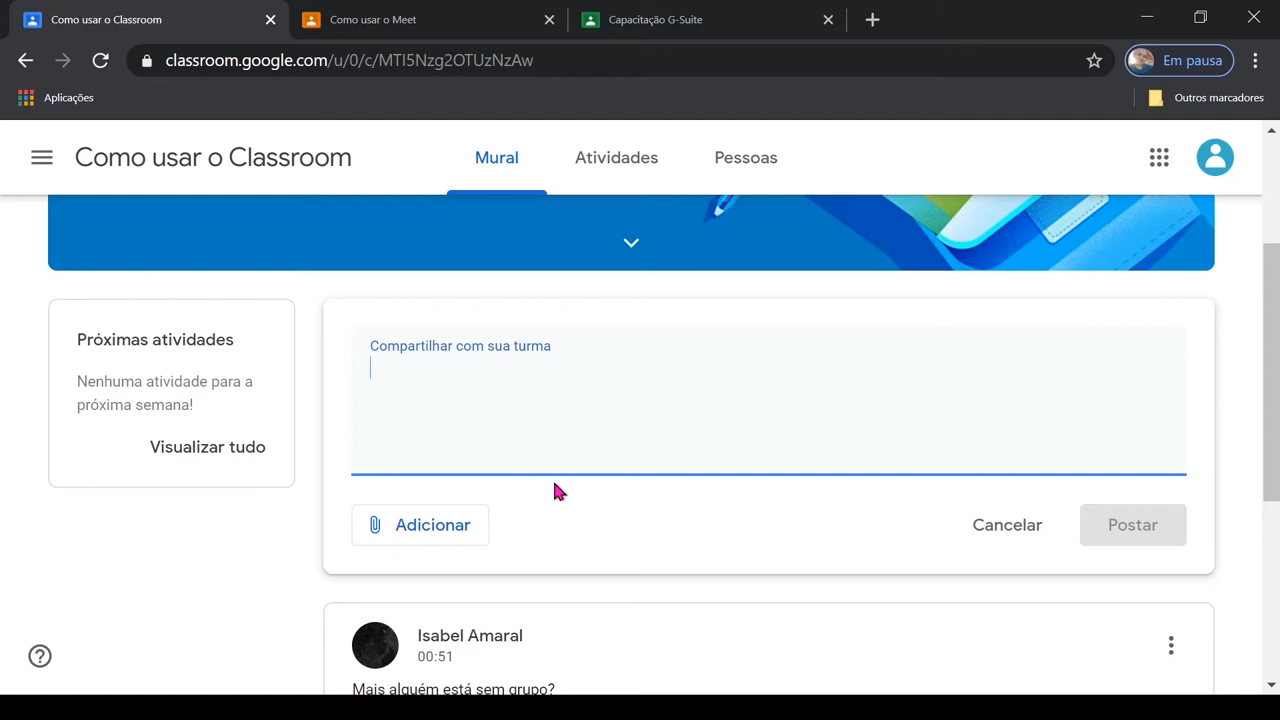 Como usar o Classroom
Como usar o Meet
Capacitação G-Suite
classroom.google.com/u/0/c/MTI5Nzg2OTUzNzAw
Em pausa
Aplicações
Outros marcadores
Como usar o Classroom
Mural
Atividades
Pessoas
Próximas atividades
Nenhuma atividade para a
próxima semana!
Visualizar tudo
Compartilhar com sua turma
Adicionar
Cancelar
Postar
Isabel Amaral
00:51
Mais alguém está sem grupo?